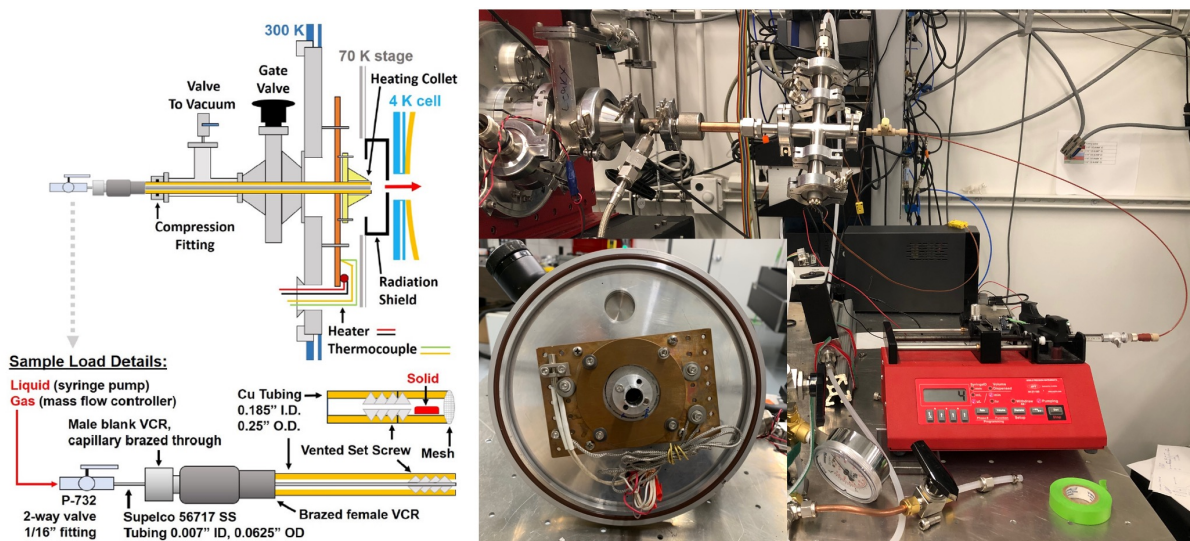 300 K
70 K stage
Heating Collet
Gate
Valve
Valve
To Vacuum
4 K cell
Compression
Fitting
Radiation
Shield
Heater
Thermocouple
Sample Load Details:
Liquid (syringe pump)
Gas (mass flow controller)
Male blank VCR,
capillary brazed through
Cu Tubing
0.185” I.D.
0.25” O.D.
Solid
Vented Set Screw
Mesh
P-732
2-way valve
1/16” fitting
Supelco 56717 SS
Tubing 0.007” ID, 0.0625” OD
Brazed female VCR
4